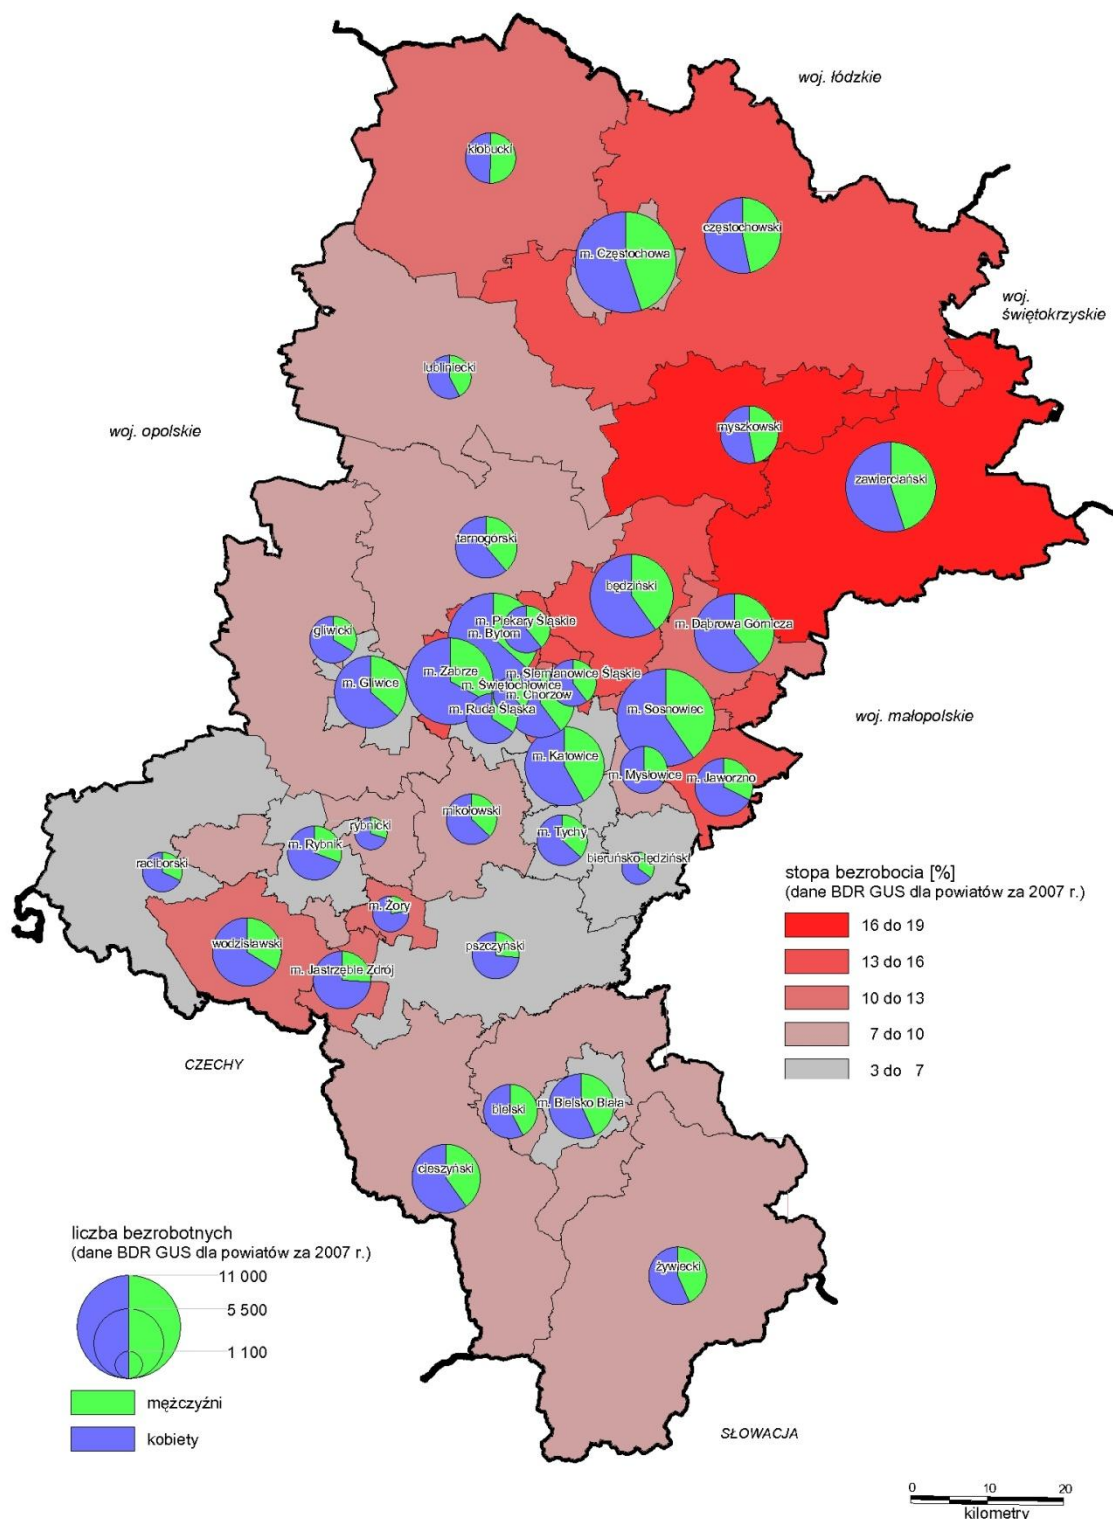 woj. łódzkie
kłobucki
częstochowski
m. Częstochowa
woj.
świętokrzyskie
lubliniecki
myszkowski
woj. opolskie
zawierciański
tarnogórski
będziński
m. Piekary Śląskie
m. Dąbrowa Górnicza
gliwicki
m. Bytom
m. Zabrze
m. Siemianowice Śląskie
m. Gliwice
m. Świętochłowice
m. Chorzów
m. Ruda Śląska
m. Sosnowiec
woj. małopolskie
m. Katowice
m. Mysłowice
m. Jaworzno
mikołowski
rybnicki
m. Tychy
m. Rybnik
raciborski
bieruńsko-lędziński
stopa bezrobocia [%]
(dane BDR GUS dla powiatów za 2007 r.)
16 do 19
13 do 16
10 do 13
7 do 10
3 do 7
m. Żory
wodzisławski
pszczyński
m. Jastrzębie Zdrój
CZECHY
bielski
m. Bielsko Biała
cieszyński
liczba bezrobotnych
(dane BDR GUS dla powiatów za 2007 r.)
11 000
5 500
1 100
mężczyźni
kobiety
żywiecki
SŁOWACJA
0 10 20
kilometry